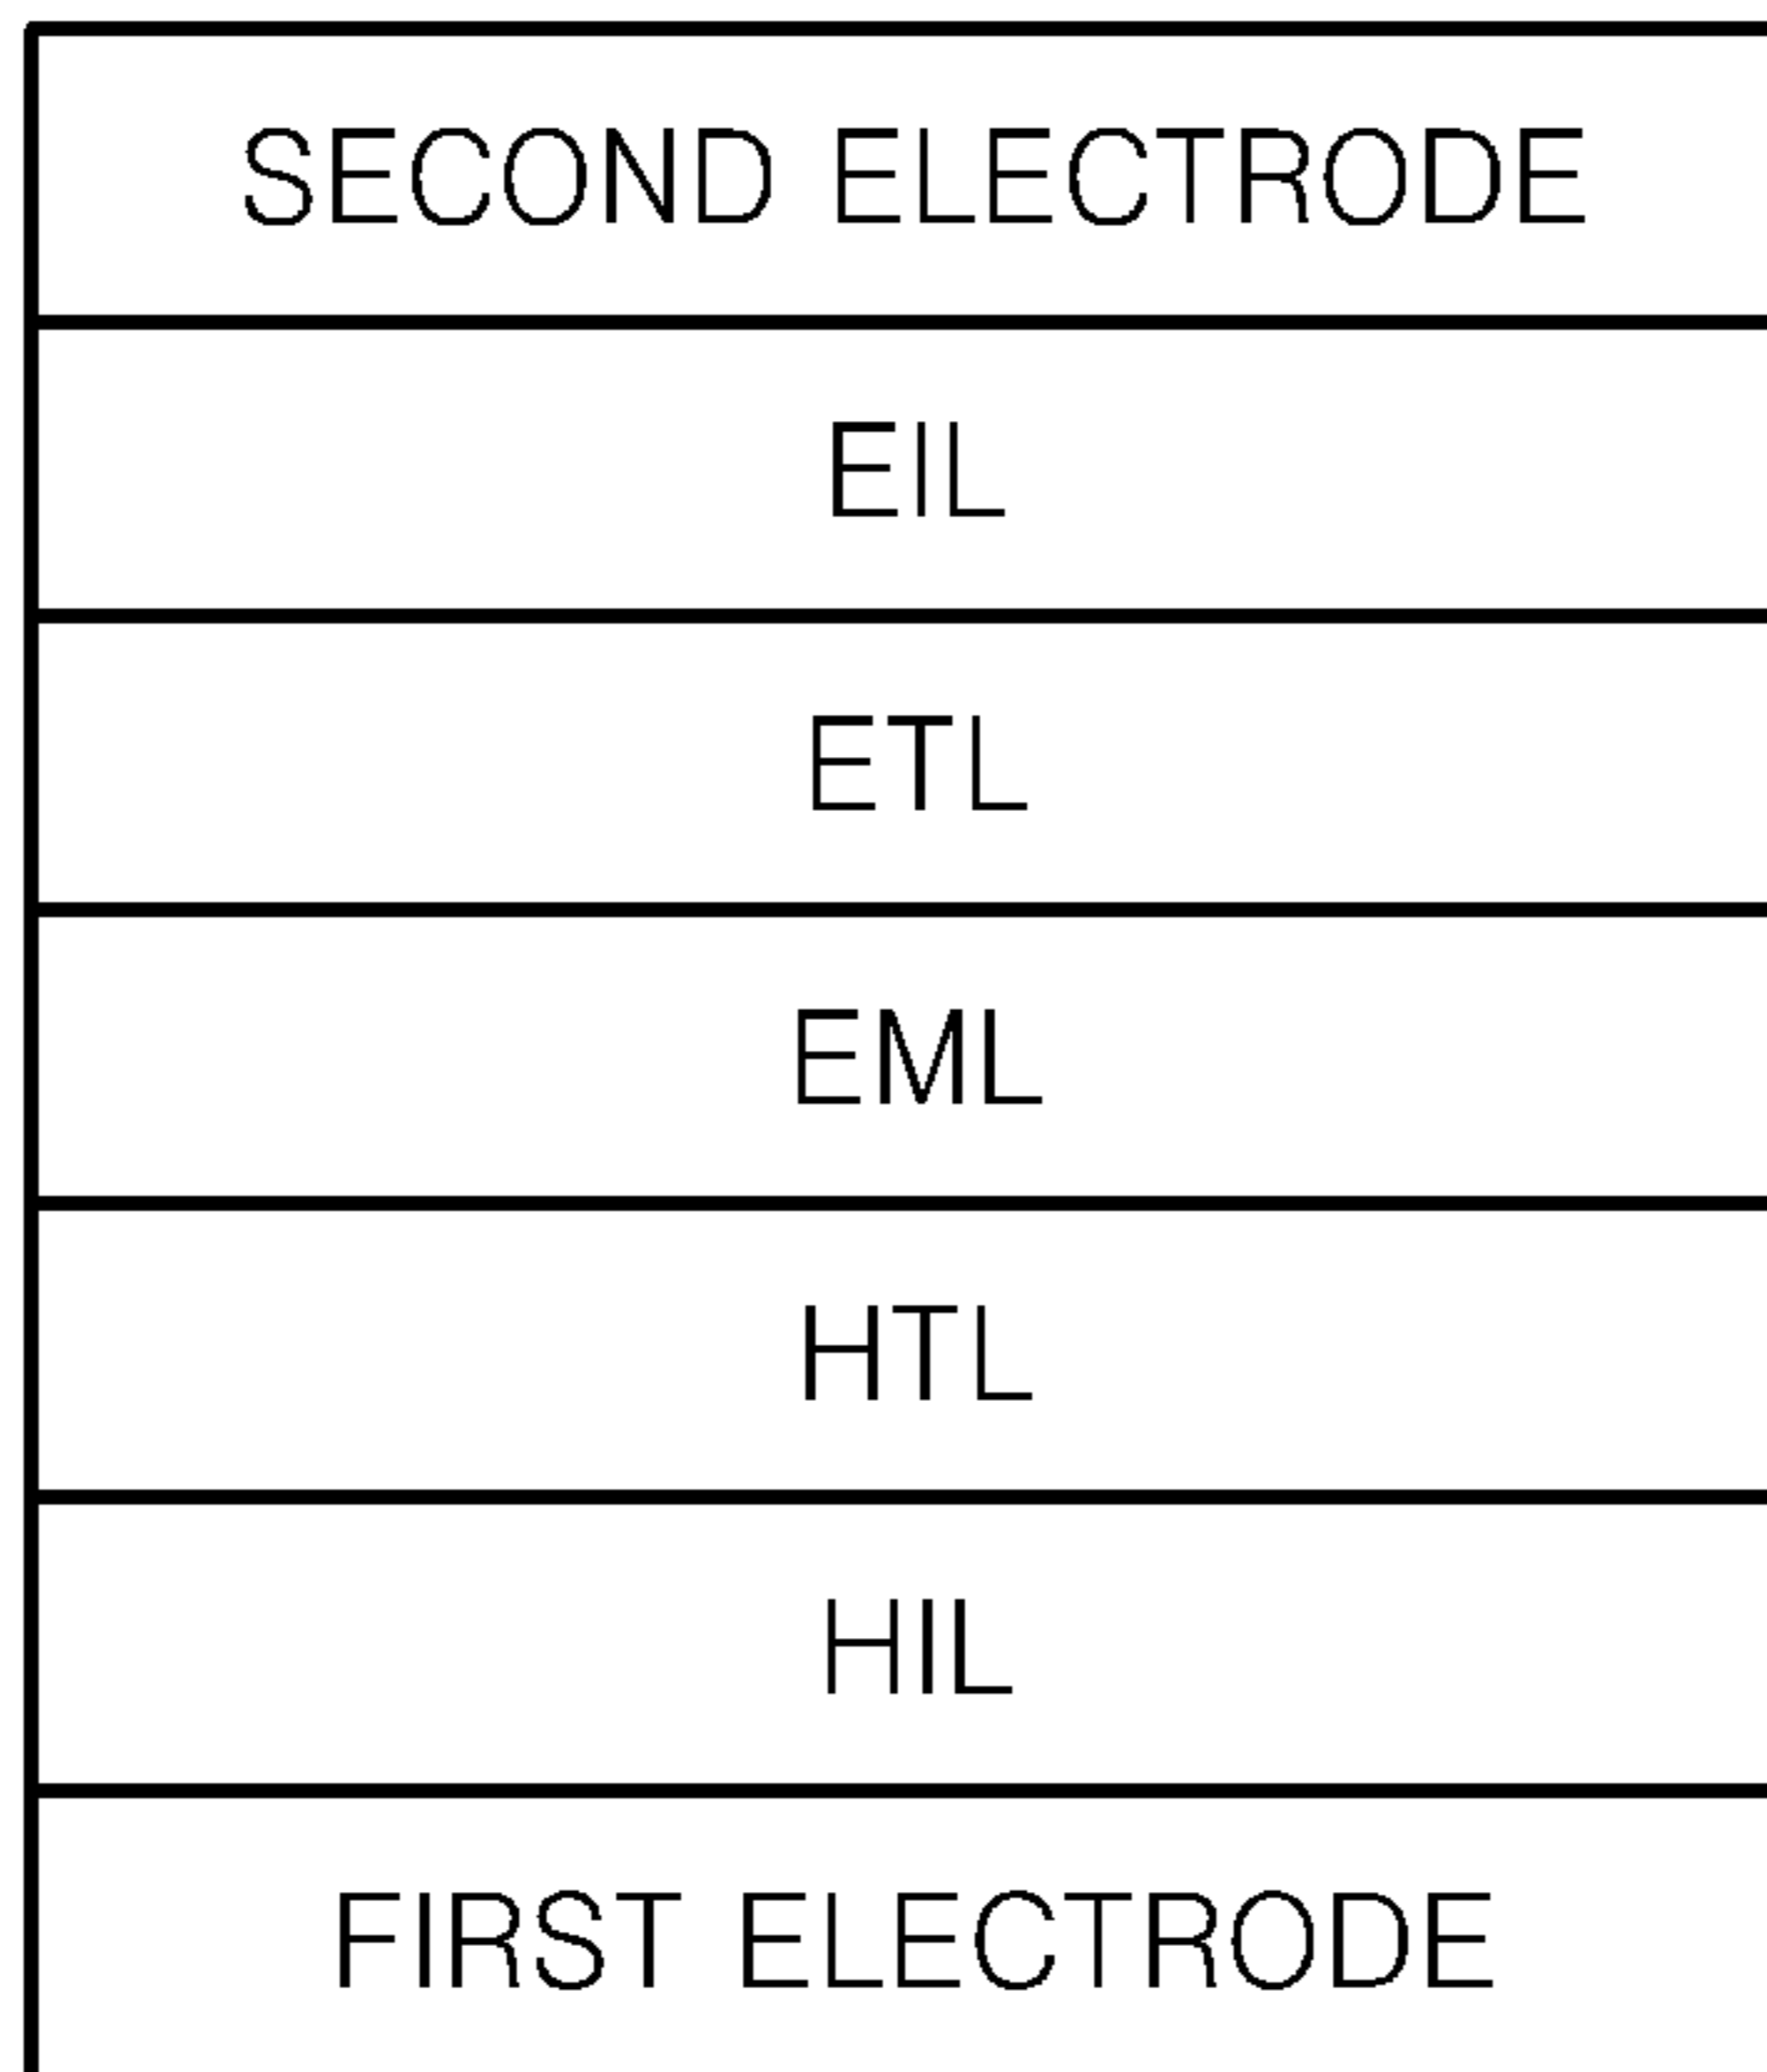 SECOND ELECTRODE
EIL
ETL
EML
HTL
HIL
FIRST ELECTRODE